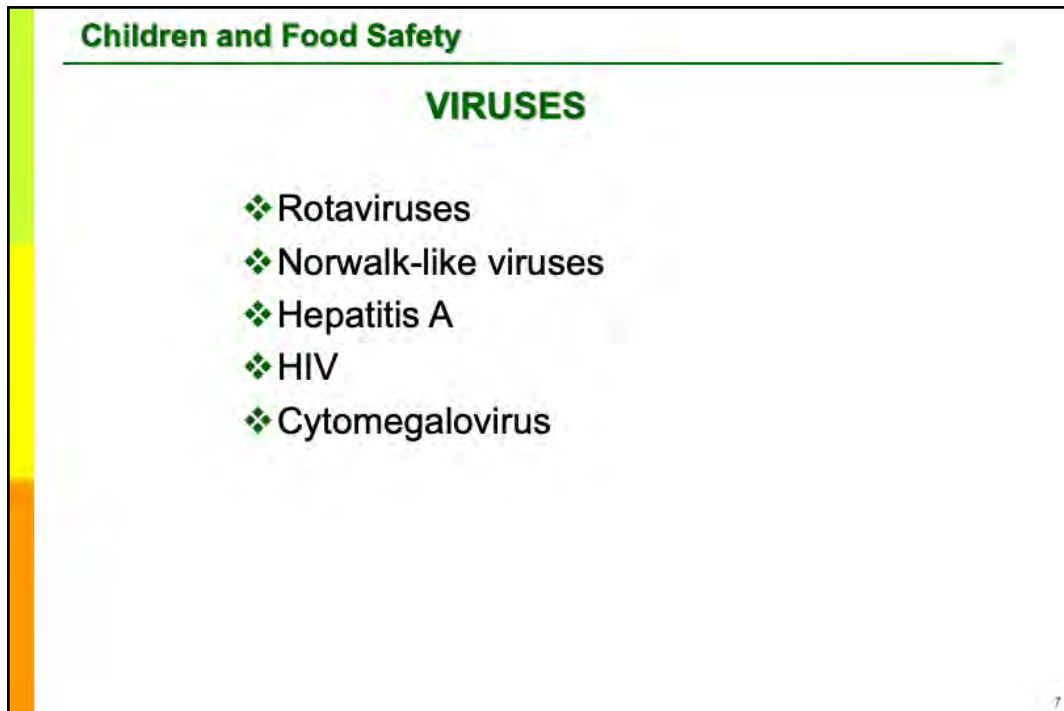 Children and Food Safety
VIRUSES
❖ Rotaviruses
❖ Norwalk-like viruses
❖ Hepatitis A
❖ HIV
❖ Cytomegalovirus
7